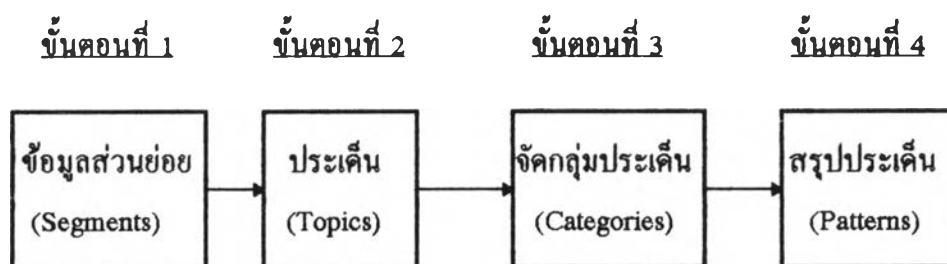 ขั้นตอนที่ 1 ขั้นตอนที่ 2 ขั้นตอนที่ 3 ขั้นตอนที่ 4
ข้อมูลส่วนย่อย ประเด็น จัดกลุ่มประเด็น สรุปประเด็น
(Segments) (Topics) (Categories) (Patterns)